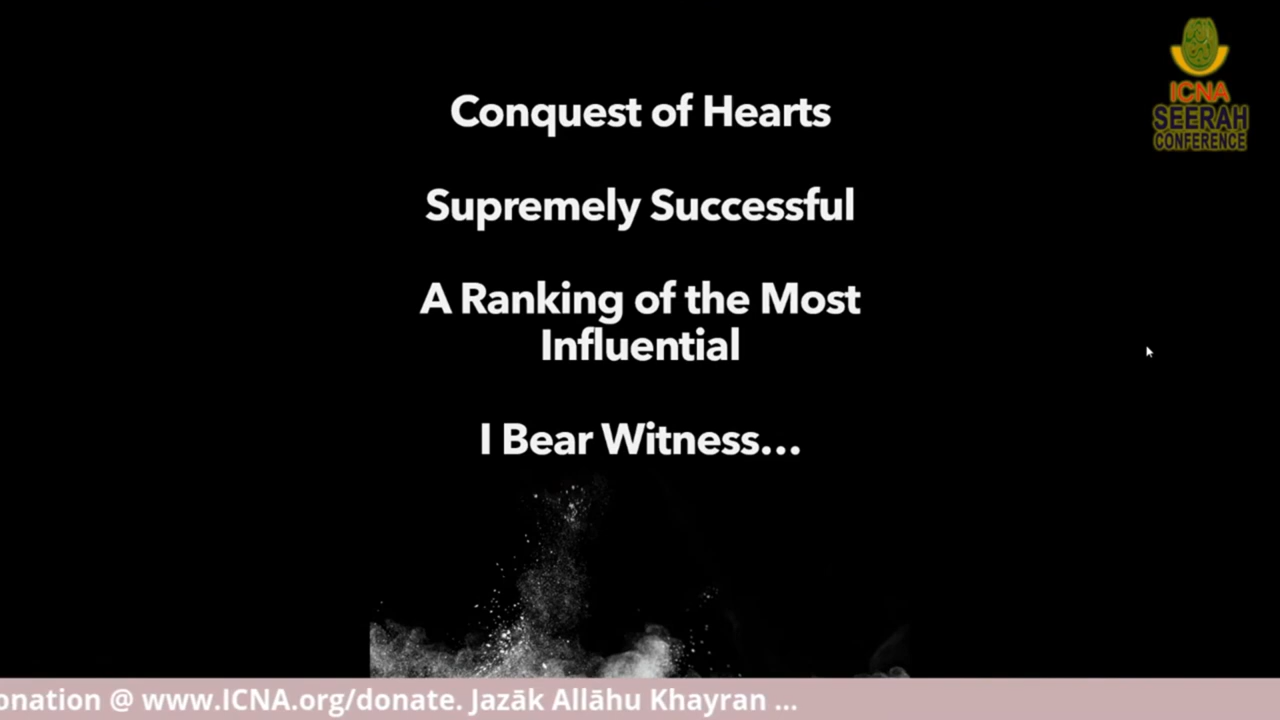 Conquest of Hearts
Supremely Successful
A Ranking of the Most
Influential
I Bear Witness...
ICNA
SEERAH
CONFERENCE
onation @ www.ICNA.org/donate. Jazāk Allāhu Khayran ...